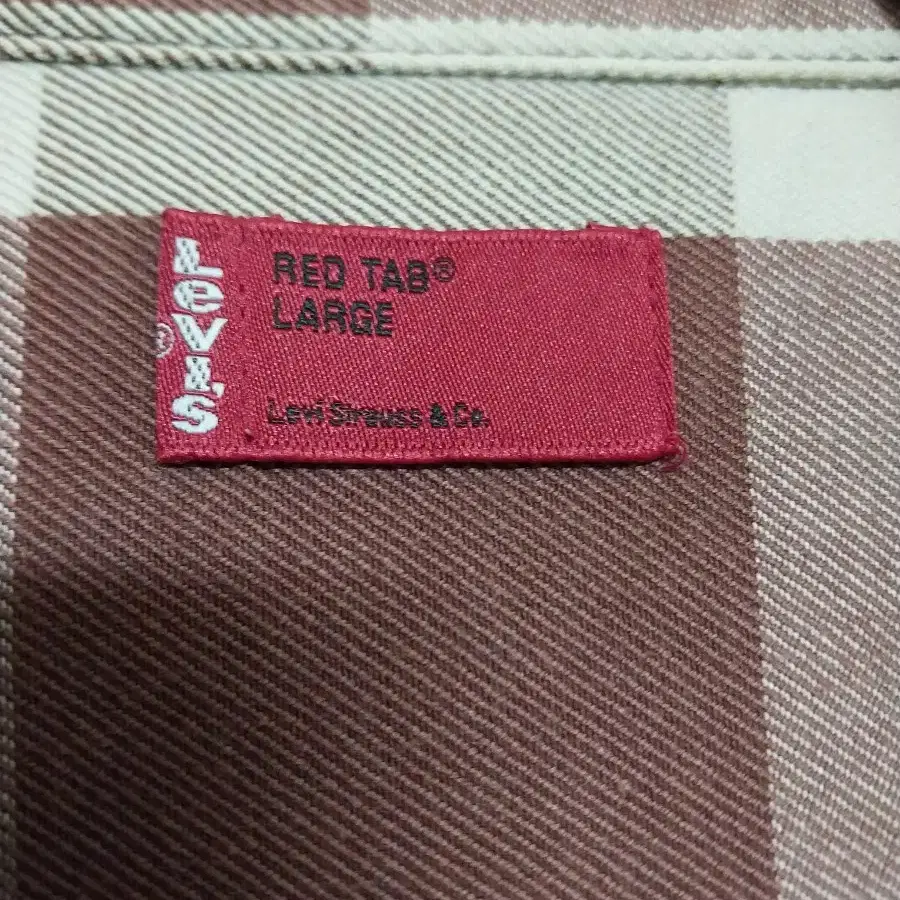 LEVI'S
®
RED TAB®
LARGE
Levi Strauss & Co.